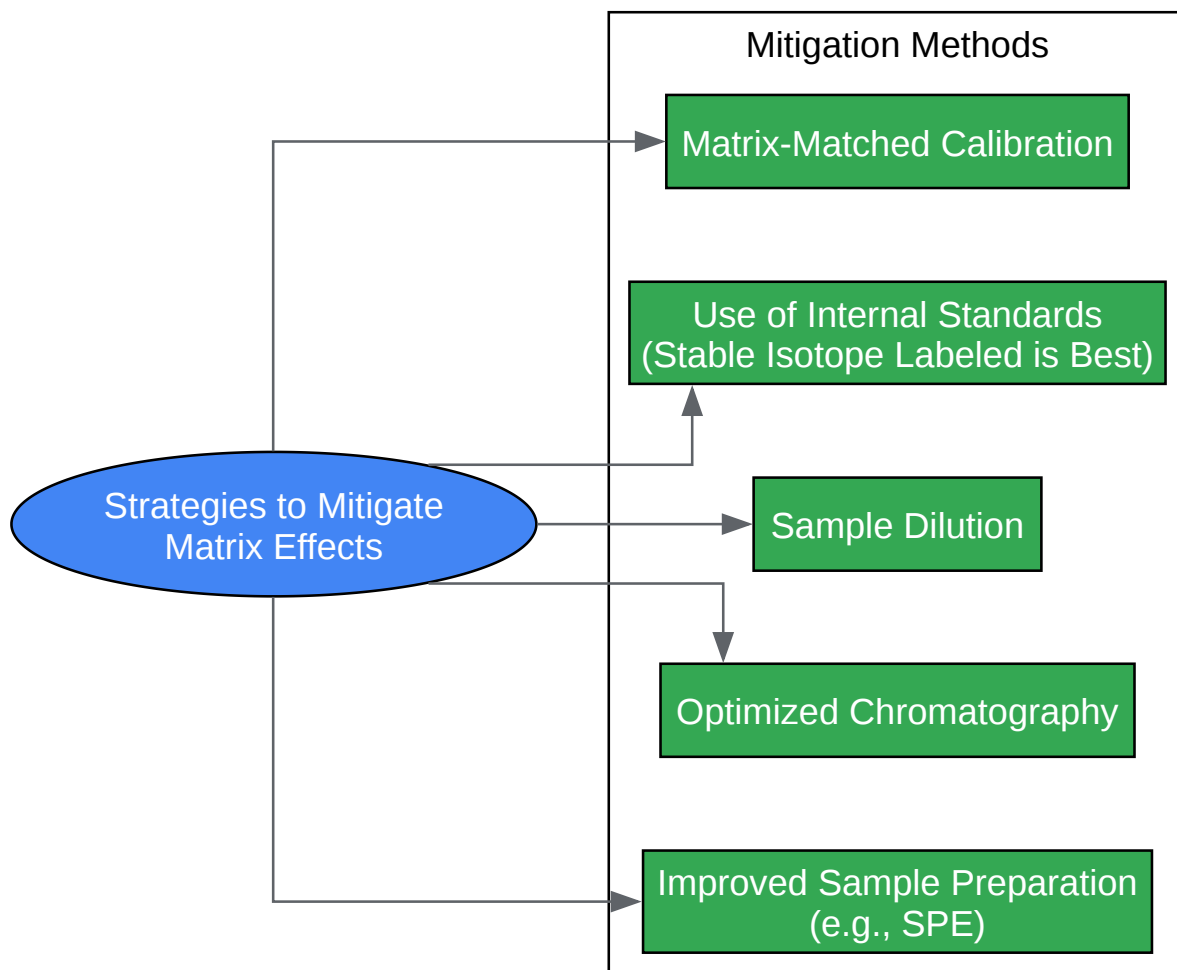 Mitigation Methods
Matrix-Matched Calibration
Use of Internal Standards
(Stable Isotope Labeled is Best)
Strategies to Mitigate
Matrix Effects
Sample Dilution
Optimized Chromatography
Improved Sample Preparation
(e.g., SPE)